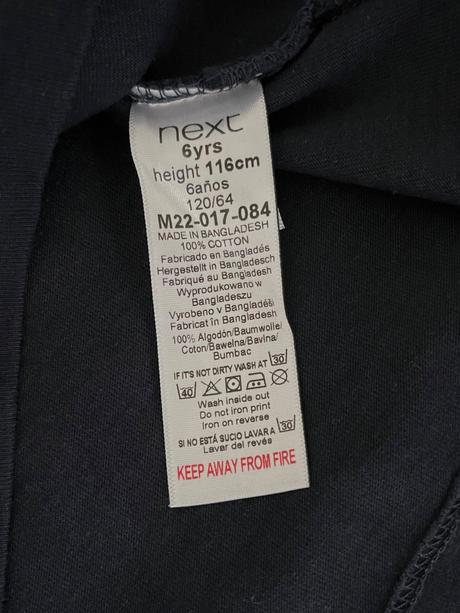 next
6yrs
height 116cm
6años
120/64
M22-017-084
MADE IN BANGLADESH
100% COTTON
Fabricado en Bangladés
Hergestellt in Bangladesch
Fabriqué au Bangladesh
Wyprodukowano w
Bangladeszu
Vyrobeno v Bangladéši
Fabricat în Bangladesh
100% Algodón/Baumwolle/
Coton/Bawełna/Bavlna/
Bumbac
IF IT'S NOT DIRTY WASH AT 30
40
Wash inside out
Do not iron print
Iron on reverse
SI NO ESTÁ SUCIO LAVAR A 30
Lavar del revés
KEEP AWAY FROM FIRE